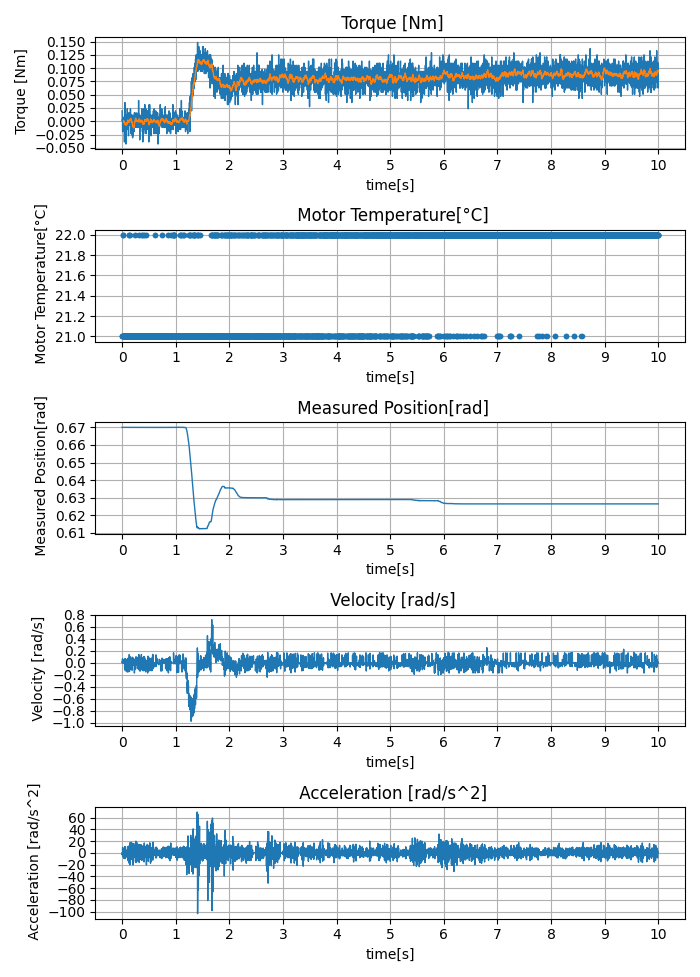 Torque [Nm]
Torque [Nm]
0.150
0.125
0.100
0.075
0.050
0.025
0.000
−0.025
−0.050
0 1 2 3 4 5 6 7 8 9 10
time[s]
Motor Temperature[°C]
Motor Temperature[°C]
22.0
21.8
21.6
21.4
21.2
21.0
0 1 2 3 4 5 6 7 8 9 10
time[s]
Measured Position[rad]
Measured Position[rad]
0.67
0.66
0.65
0.64
0.63
0.62
0.61
0 1 2 3 4 5 6 7 8 9 10
time[s]
Velocity [rad/s]
Velocity [rad/s]
0.8
0.6
0.4
0.2
0.0
−0.2
−0.4
−0.6
−0.8
−1.0
0 1 2 3 4 5 6 7 8 9 10
time[s]
Acceleration [rad/s^2]
Acceleration [rad/s^2]
60
40
20
0
−20
−40
−60
−80
−100
0 1 2 3 4 5 6 7 8 9 10
time[s]